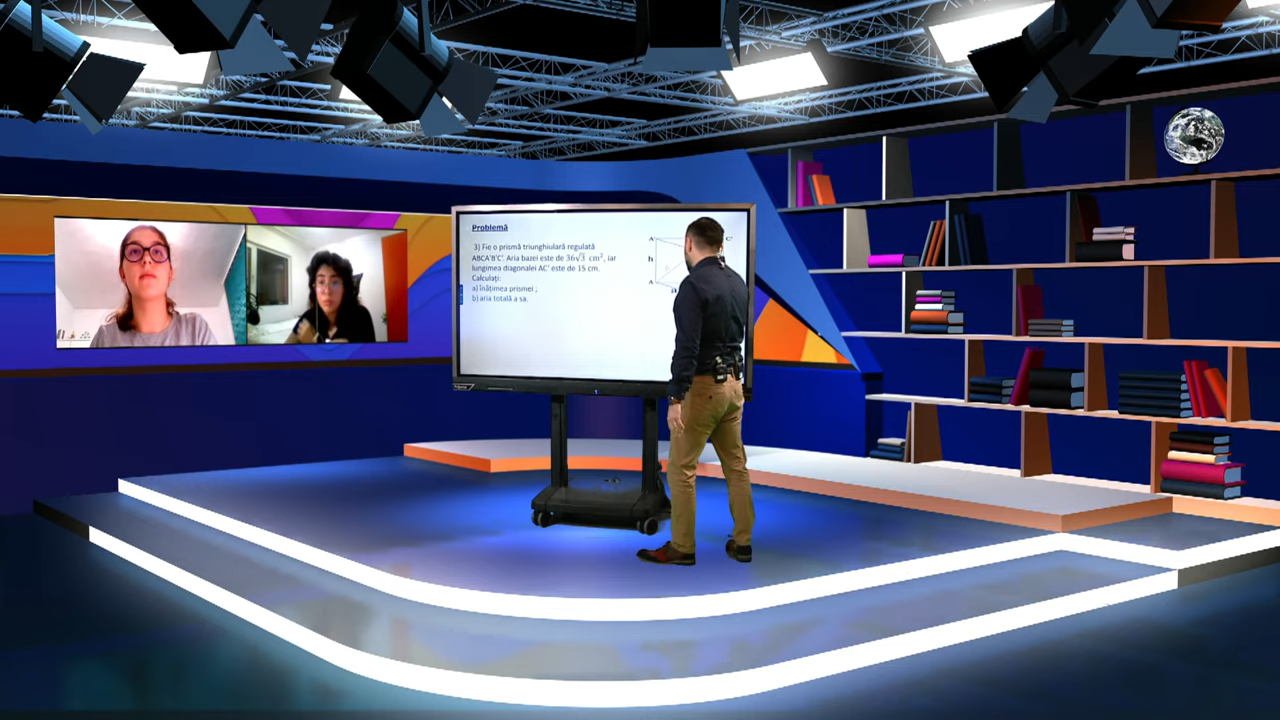 Problemă
3) Fie o prismă triunghiulară regulată
ABCA'B'C'. Aria bazei este de 36√3 cm², iar
lungimea diagonalei AC' este de 15 cm.
Calculați:
a) înățimea prismei ;
b) aria totală a sa.
A'
C'
h
A